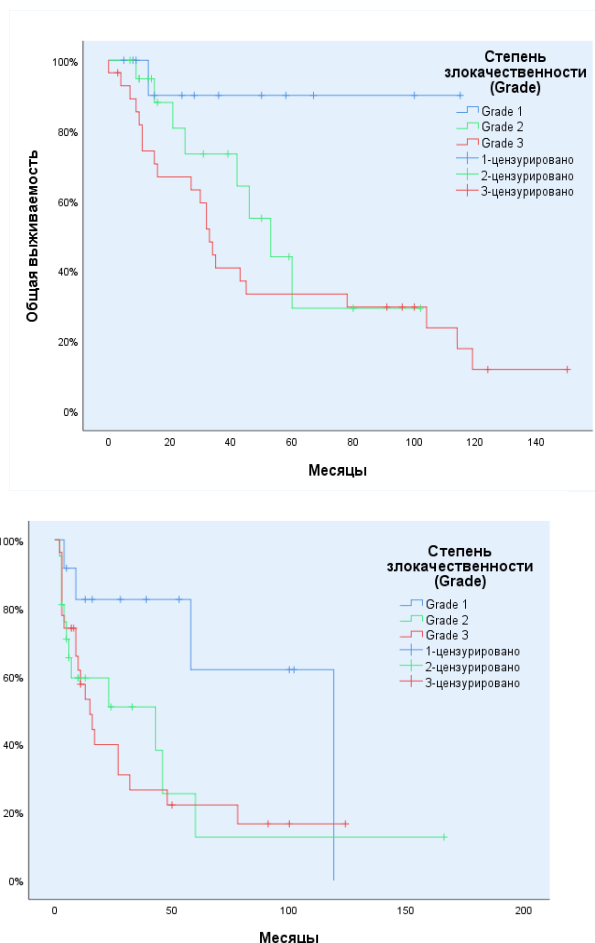 Степень
злокачественности
(Grade)
Grade 1
Grade 2
Grade 3
1-цензурировано
2-цензурировано
3-цензурировано
Общая выживаемость
100%
80%
60%
40%
20%
0%
0 20 40 60 80 100 120 140
Месяцы
Степень
злокачественности
(Grade)
Grade 1
Grade 2
Grade 3
1-цензурировано
2-цензурировано
3-цензурировано
100%
80%
60%
40%
20%
0%
0 50 100 150 200
Месяцы